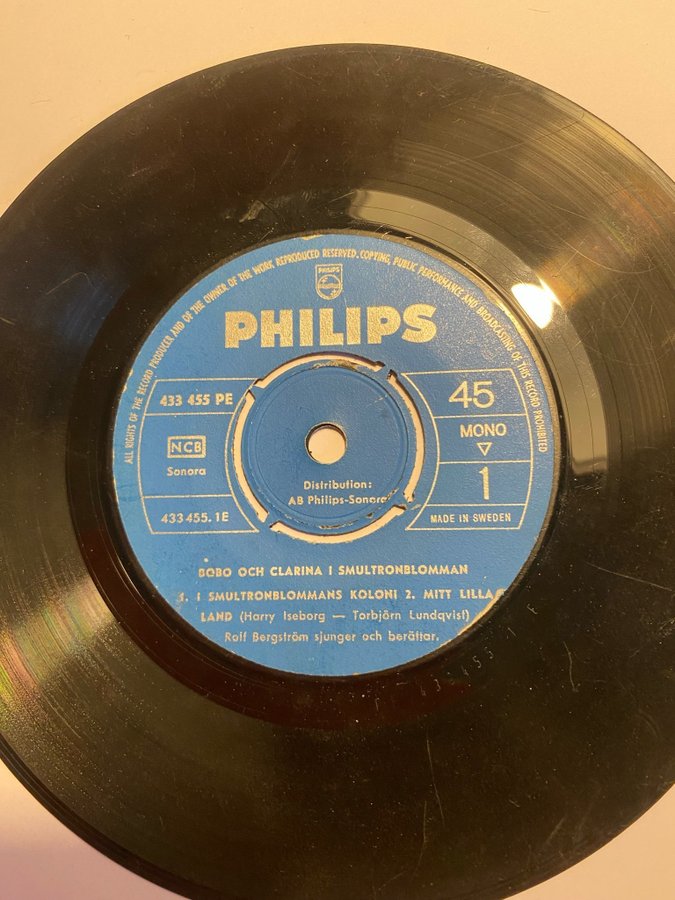 ALL RIGHTS OF THE RECORD PRODUCER AND OF THE OWNER OF THE WORK REPRODUCED RESERVED. COPYING, PUBLIC PERFORMANCE AND BROADCASTING OF THIS RECORD PROHIBITED
PHILIPS
PHILIPS
433 455 PE
45
NCB
MONO
Sonora
1
Distribution:
AB Philips-Sonora
433 455.1E
MADE IN SWEDEN
BOBO OCH CLARINA I SMULTRONBLOMMAN
1. I SMULTRONBLOMMANS KOLONI 2. MITT LILLA
LAND (Harry Iseborg — Torbjörn Lundqvist)
Rolf Bergström sjunger och berättar.